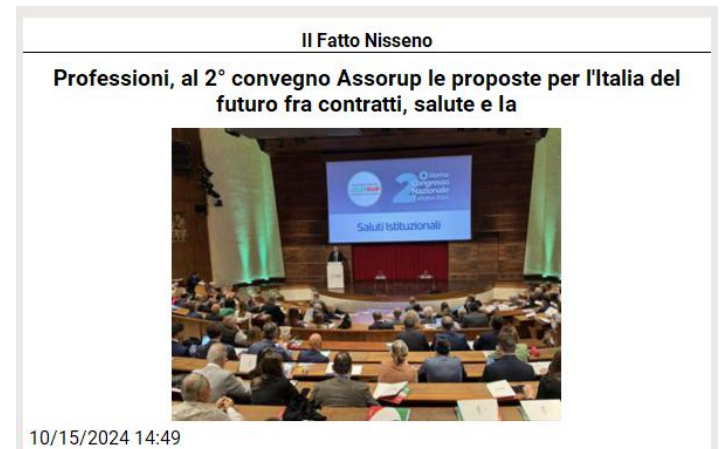 Il Fatto Nisseno
Professioni, al 2° convegno Assorup le proposte per l'Italia del
futuro fra contratti, salute e la
2
Roma
Congresso
Nazionale
Saluti Istituzionali
10/15/2024 14:49